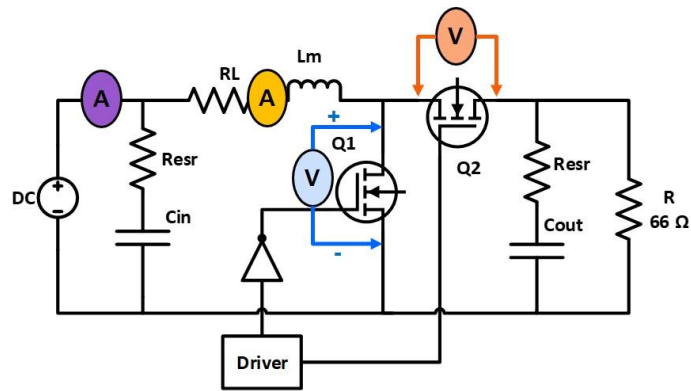 V
Lm
RL
A
A
+
Q1
Q2
Resr
V
Resr
R
66 Ω
DC
+
-
Cin
Cout
-
Driver